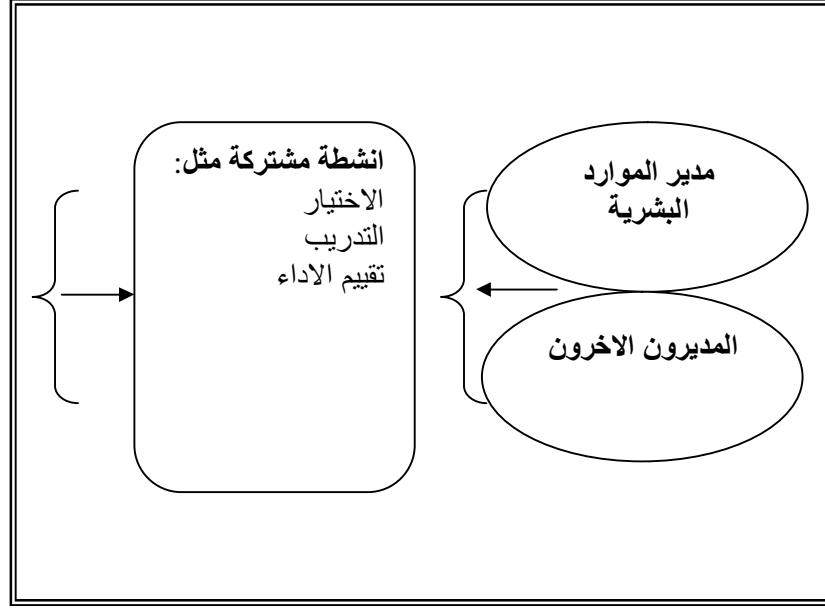 مدير الموارد
البشرية
المديرون الاخرون
انشطة مشتركة مثل:
الاختيار
التدريب
تقييم الاداء